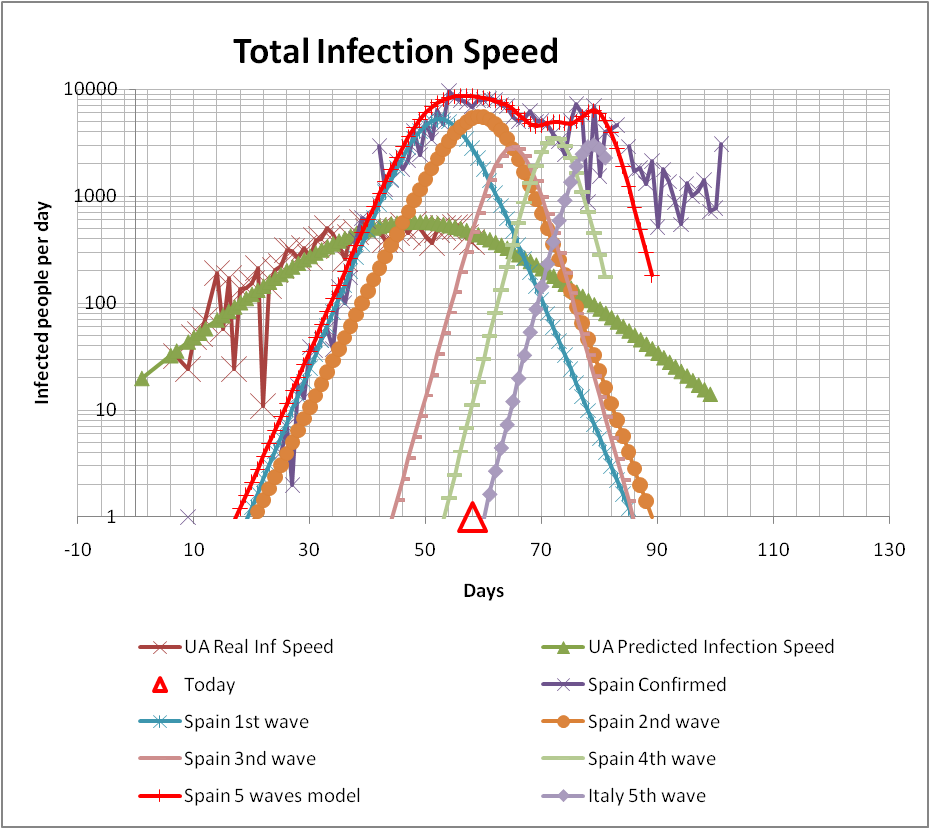 Total Infection Speed
10000
1000
100
10
1
Infected people per day
-10 10 30 50 70 90 110 130
Days
UA Real Inf Speed
UA Predicted Infection Speed
Today
Spain Confirmed
Spain 1st wave
Spain 2nd wave
Spain 3nd wave
Spain 4th wave
Spain 5 waves model
Italy 5th wave